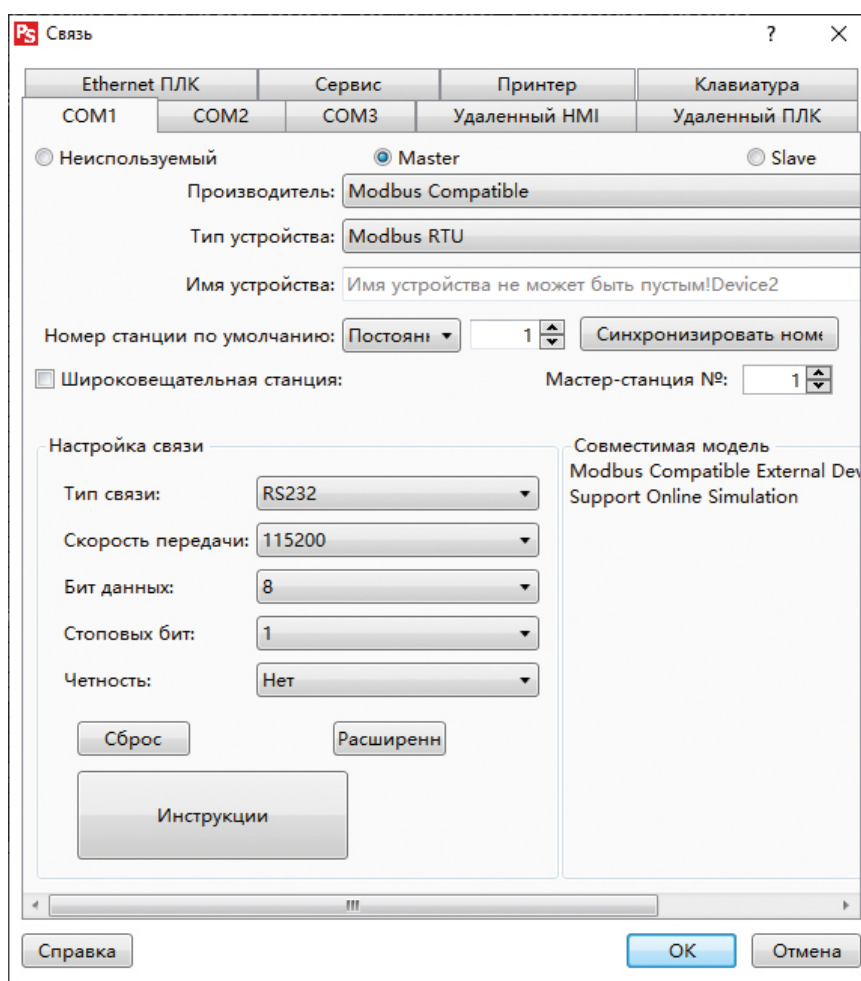 PS Связь ? X
Ethernet ПЛК Сервис Принтер Клавиатура
COM1 COM2 COM3 Удаленный HMI Удаленный ПЛК
Неиспользуемый Master Slave
Производитель: Modbus Compatible
Тип устройства: Modbus RTU
Имя устройства: Имя устройства не может быть пустым!Device2
Номер станции по умолчанию: Постоянн 1 Синхронизировать номе
Широковещательная станция: Мастер-станция №: 1
Настройка связи
Тип связи: RS232
Скорость передачи: 115200
Бит данных: 8
Стоповых бит: 1
Четность: Нет
Сброс Расширенн
Инструкции
Совместимая модель
Modbus Compatible External Dev
Support Online Simulation
Справка OK Отмена